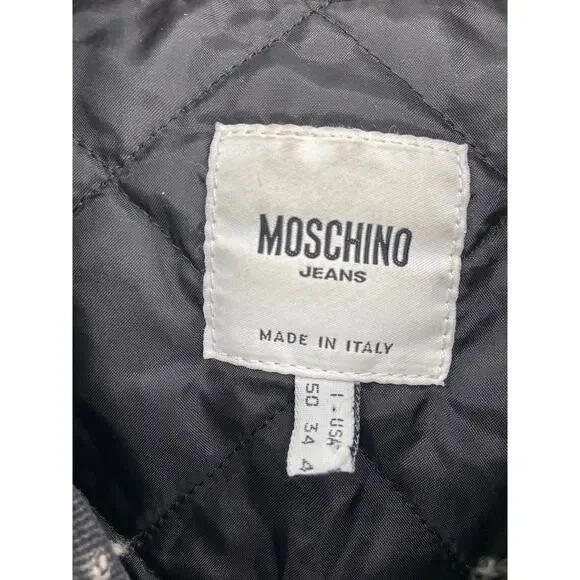 MOSCHINO
JEANS
MADE IN ITALY
I - USA
50 34 4